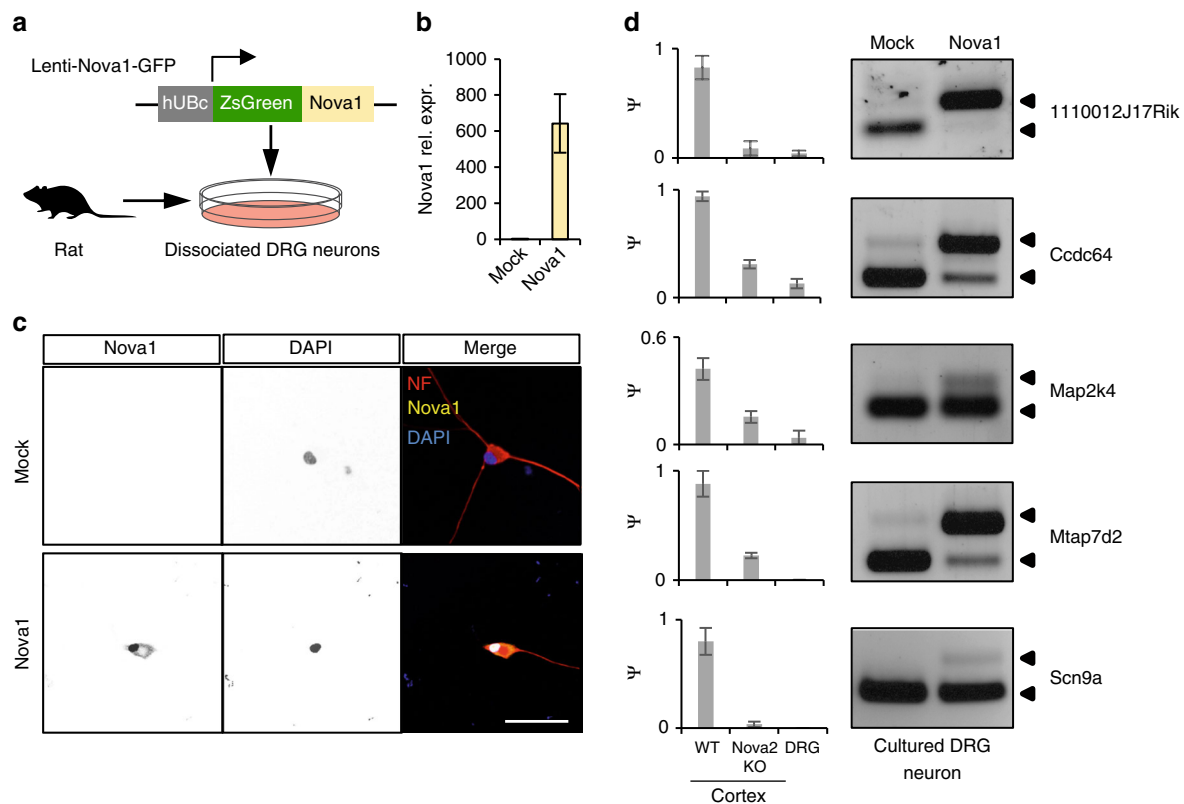 a
Lenti-Nova1-GFP
hUBc ZsGreen Nova1
Rat
Dissociated DRG neurons
b
Nova1 rel. expr.
1000
800
600
400
200
0
Mock
Nova1
c
Nova1 DAPI Merge
Mock
NF
Nova1
DAPI
Nova1
d
Mock Nova1
1
Ψ
0
1110012J17Rik
1
Ψ
0
Ccdc64
0.6
Ψ
0
Map2k4
1
Ψ
0
Mtap7d2
1
Ψ
0
Scn9a
WT Nova2 DRG
KO
Cortex
Cultured DRG
neuron